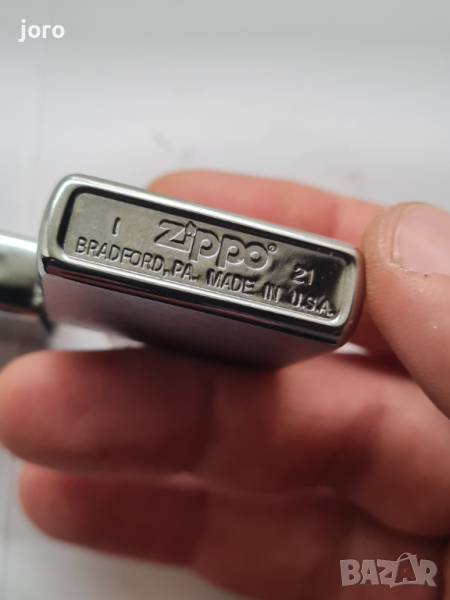 joro
I Zippo® 21
BRADFORD, PA. MADE IN U.S.A.
BAZAR